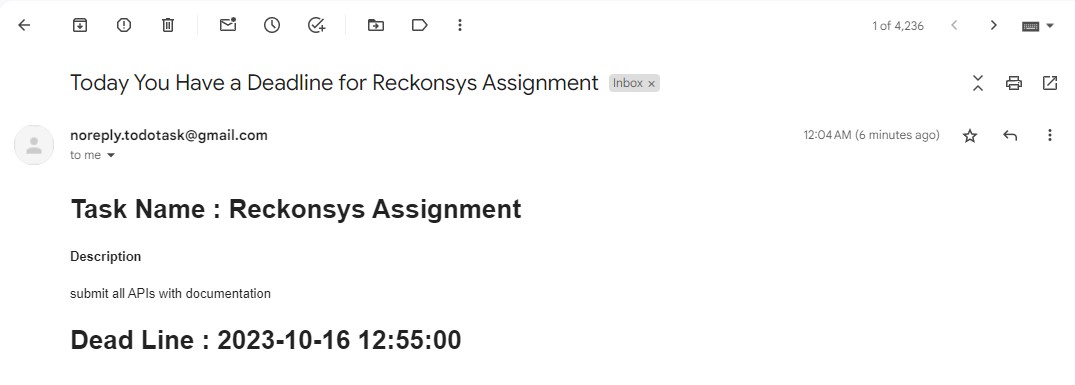 1 of 4,236
Today You Have a Deadline for Reckonsys Assignment Inbox ×
noreply.todotask@gmail.com 12:04 AM (6 minutes ago)
to me
Task Name : Reckonsys Assignment
Description
submit all APIs with documentation
Dead Line : 2023-10-16 12:55:00